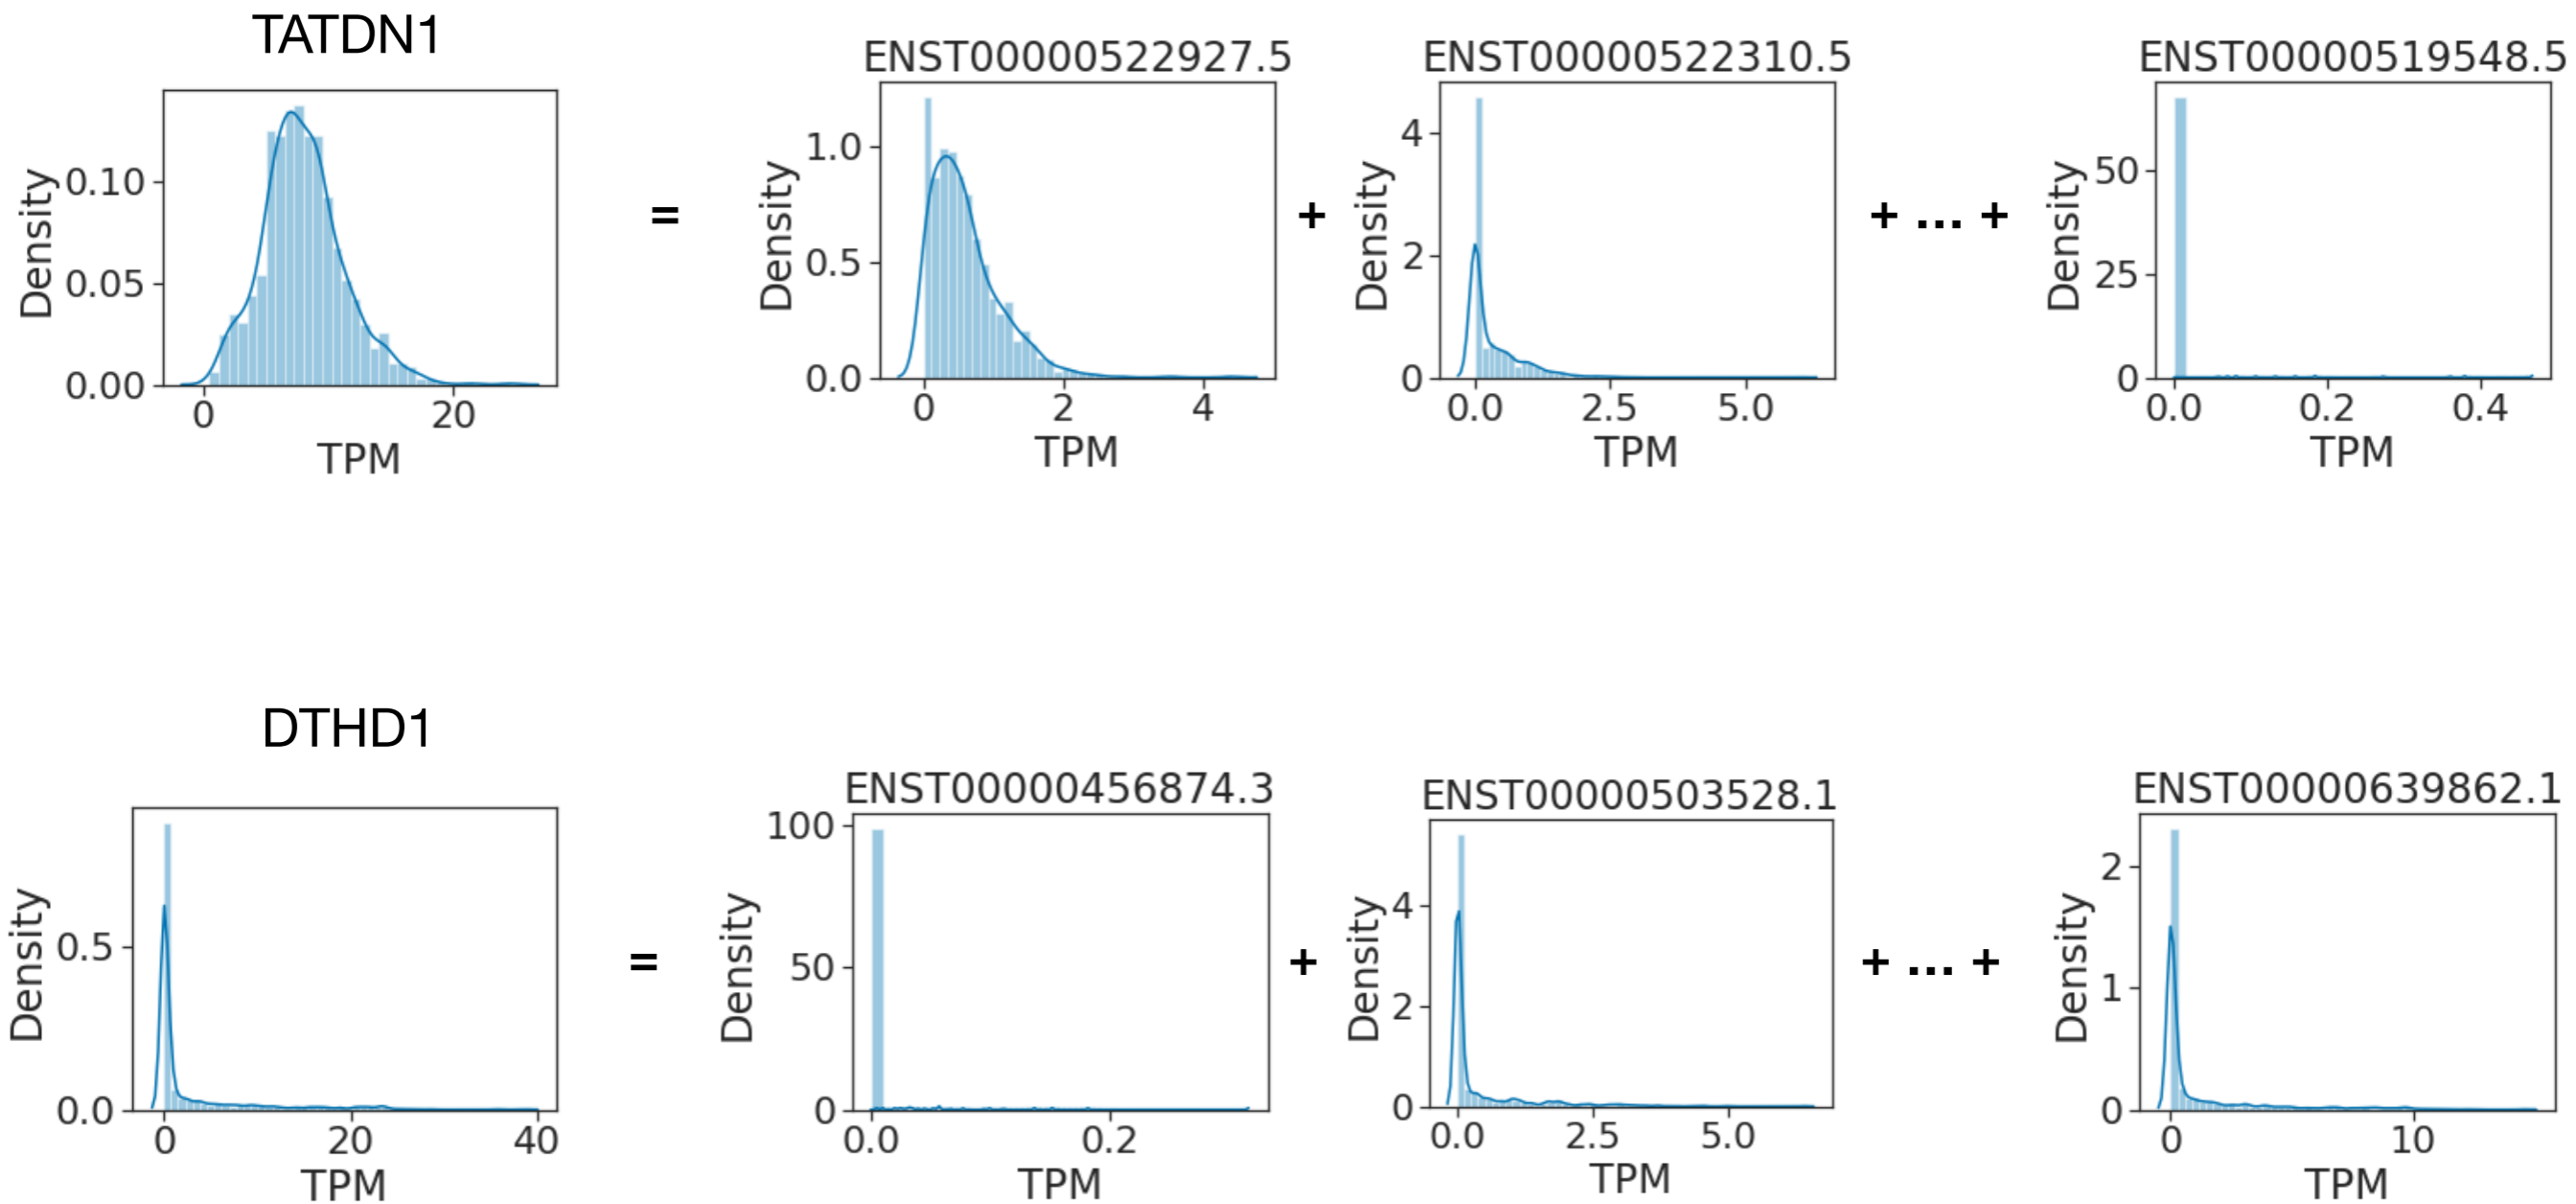 TATDN1
Density
0.10
0.05
0.00
0 20
TPM
=
ENST00000522927.5
Density
1.0
0.5
0.0
0 2 4
TPM
+
ENST00000522310.5
Density
4
2
0
0.0 2.5 5.0
TPM
+ ... +
ENST00000519548.5
Density
50
25
0
0.0 0.2 0.4
TPM
DTHD1
Density
0.5
0.0
0 20 40
TPM
=
ENST00000456874.3
Density
100
50
0
0.0 0.2
TPM
+
ENST00000503528.1
Density
4
2
0
0.0 2.5 5.0
TPM
+ ... +
ENST00000639862.1
Density
2
1
0
0 10
TPM